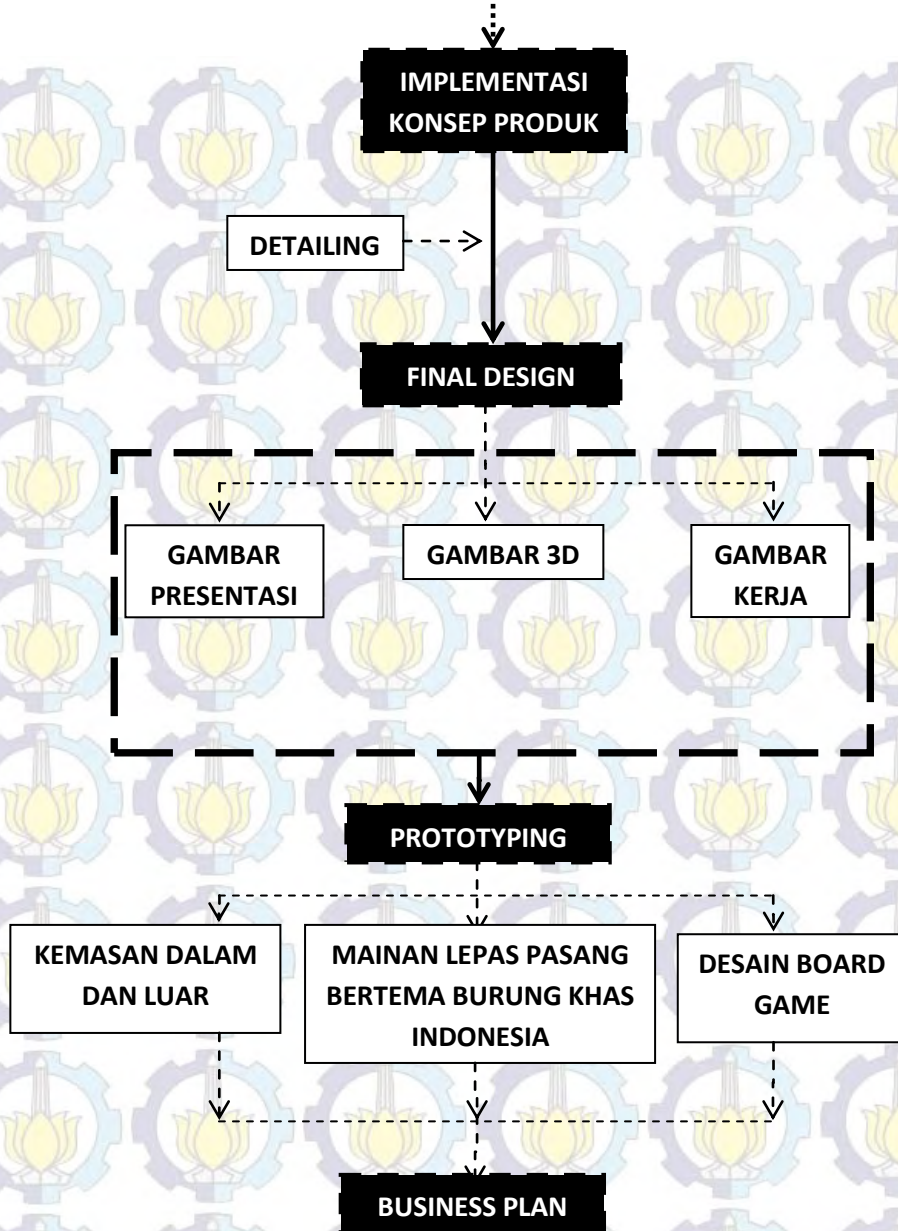 IMPLEMENTASI
KONSEP PRODUK
DETAILING
FINAL DESIGN
GAMBAR
PRESENTASI
GAMBAR 3D
GAMBAR
KERJA
PROTOTYPING
KEMASAN DALAM
DAN LUAR
MAINAN LEPAS PASANG
BERTEMA BURUNG KHAS
INDONESIA
DESAIN BOARD
GAME
BUSINESS PLAN